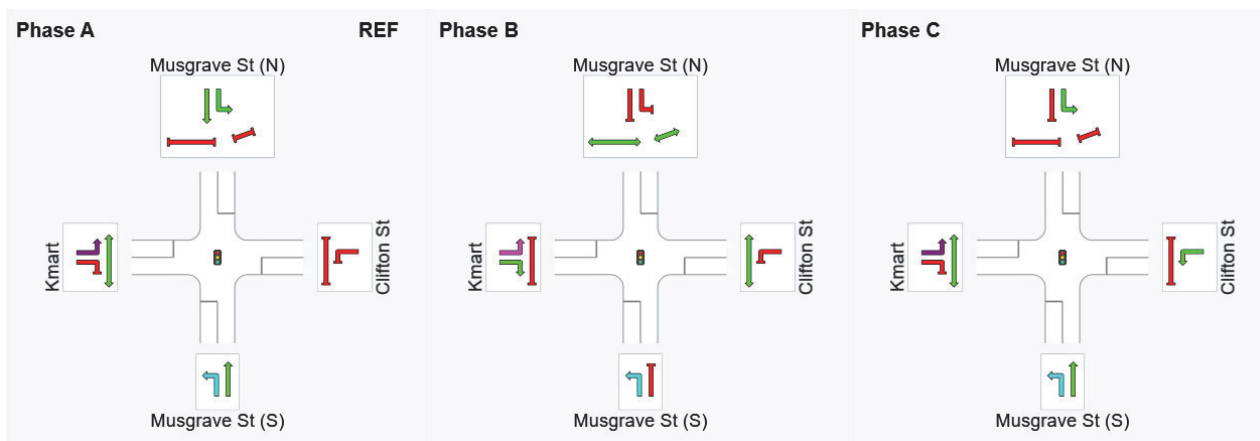 Phase A REF
Musgrave St (N)
Kmart
Clifton St
Musgrave St (S)
Phase B
Musgrave St (N)
Kmart
Clifton St
Musgrave St (S)
Phase C
Musgrave St (N)
Kmart
Clifton St
Musgrave St (S)